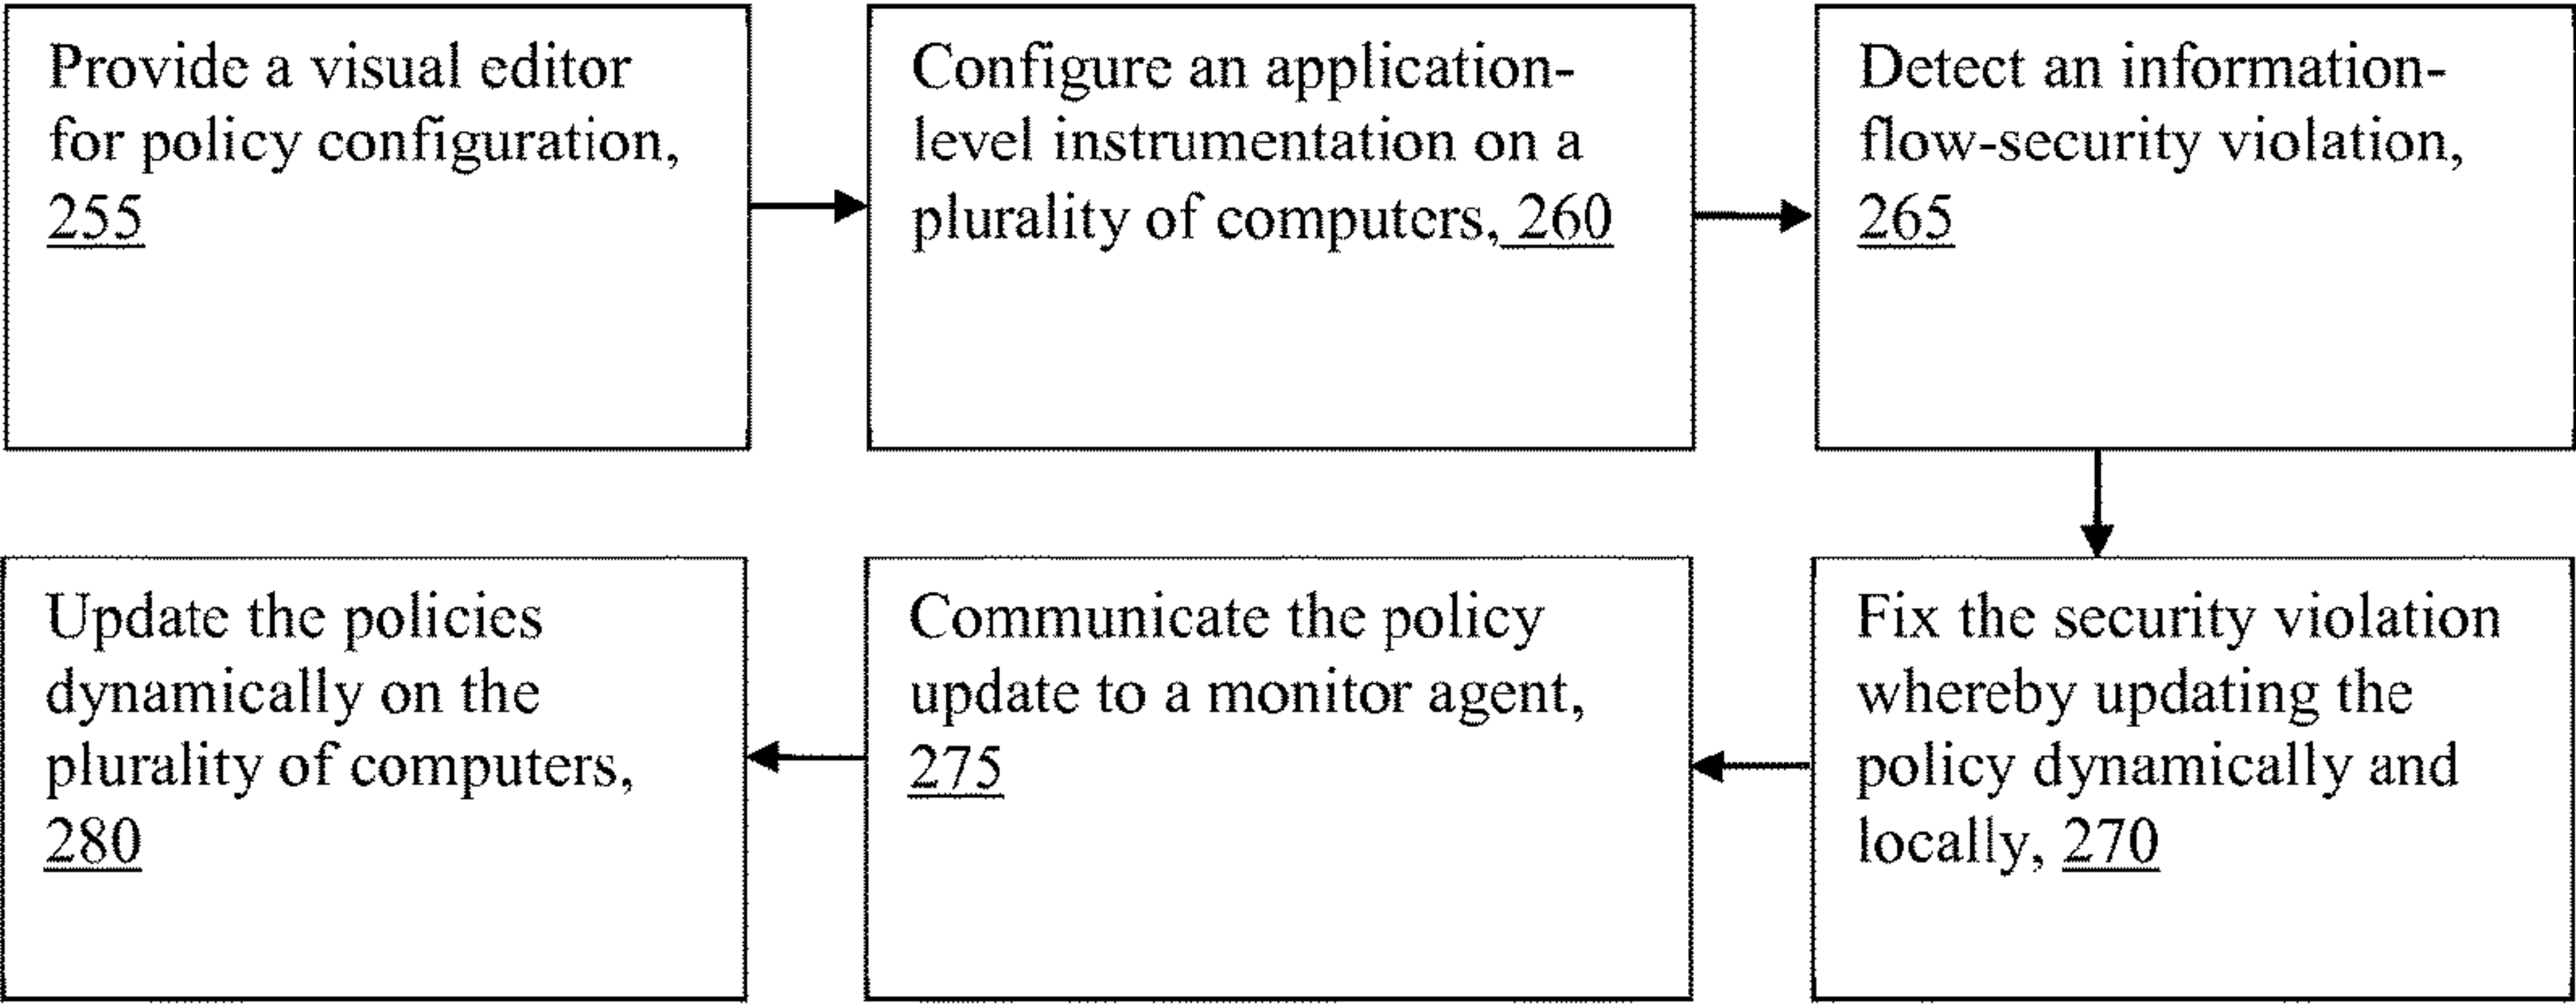 Provide a visual editor
for policy configuration,
255
Configure an application-
level instrumentation on a
plurality of computers, 260
Detect an information-
flow-security violation,
265
Fix the security violation
whereby updating the
policy dynamically and
locally, 270
Communicate the policy
update to a monitor agent,
275
Update the policies
dynamically on the
plurality of computers,
280